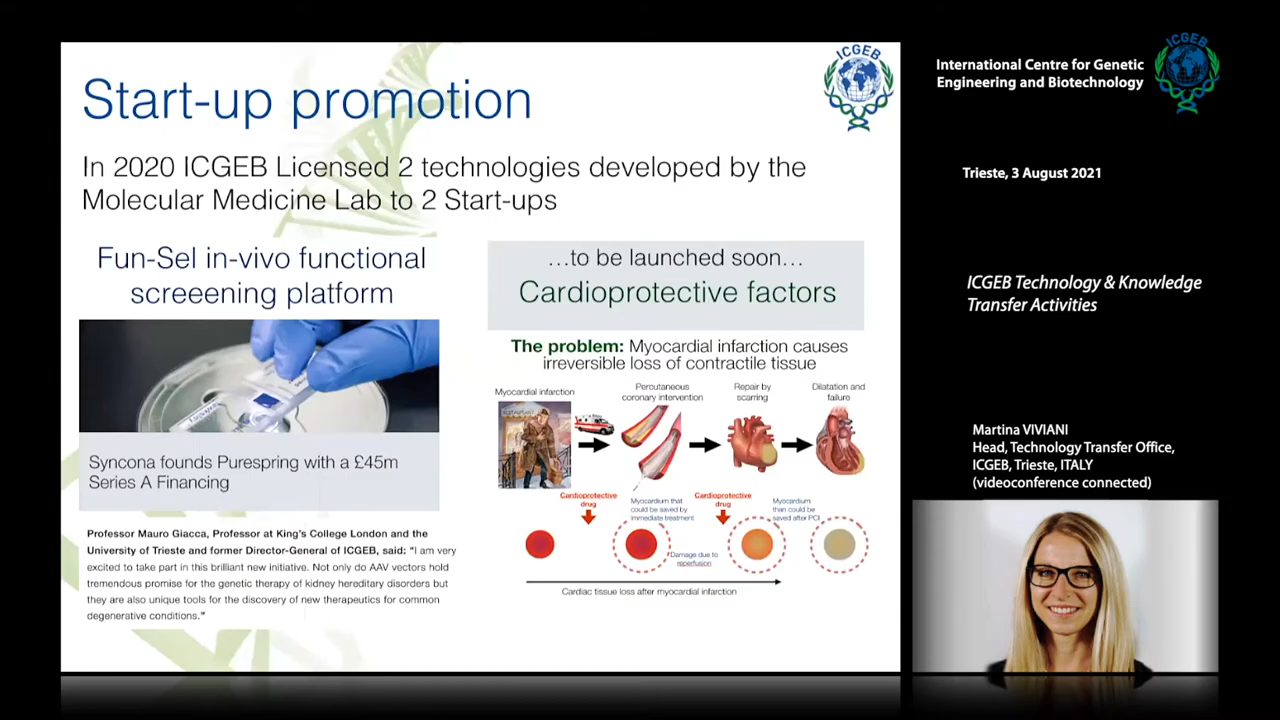 Start-up promotion
ICGEB
In 2020 ICGEB Licensed 2 technologies developed by the
Molecular Medicine Lab to 2 Start-ups
Fun-Sel in-vivo functional
screeening platform
Syncona founds Purespring with a £45m
Series A Financing
Professor Mauro Giacca, Professor at King's College London and the
University of Trieste and former Director-General of ICGEB, said: "I am very
excited to take part in this brilliant new initiative. Not only do AAV vectors hold
tremendous promise for the genetic therapy of kidney hereditary disorders but
they are also unique tools for the discovery of new therapeutics for common
degenerative conditions."
...to be launched soon...
Cardioprotective factors
The problem: Myocardial infarction causes
irreversible loss of contractile tissue
Myocardial infarction
Percutaneous
coronary intervention
Repair by
scarring
Dilatation and
failure
Cardioprotective
drug
Myocardium that
could be saved by
immediate treatment
Cardioprotective
drug
Myocardium
than could be
saved after PCI
Damage due to
reperfusion
Cardiac tissue loss after myocardial infarction
International Centre for Genetic
Engineering and Biotechnology
ICGEB
Trieste, 3 August 2021
ICGEB Technology & Knowledge
Transfer Activities
Martina VIVIANI
Head, Technology Transfer Office,
ICGEB, Trieste, ITALY
(videoconference connected)